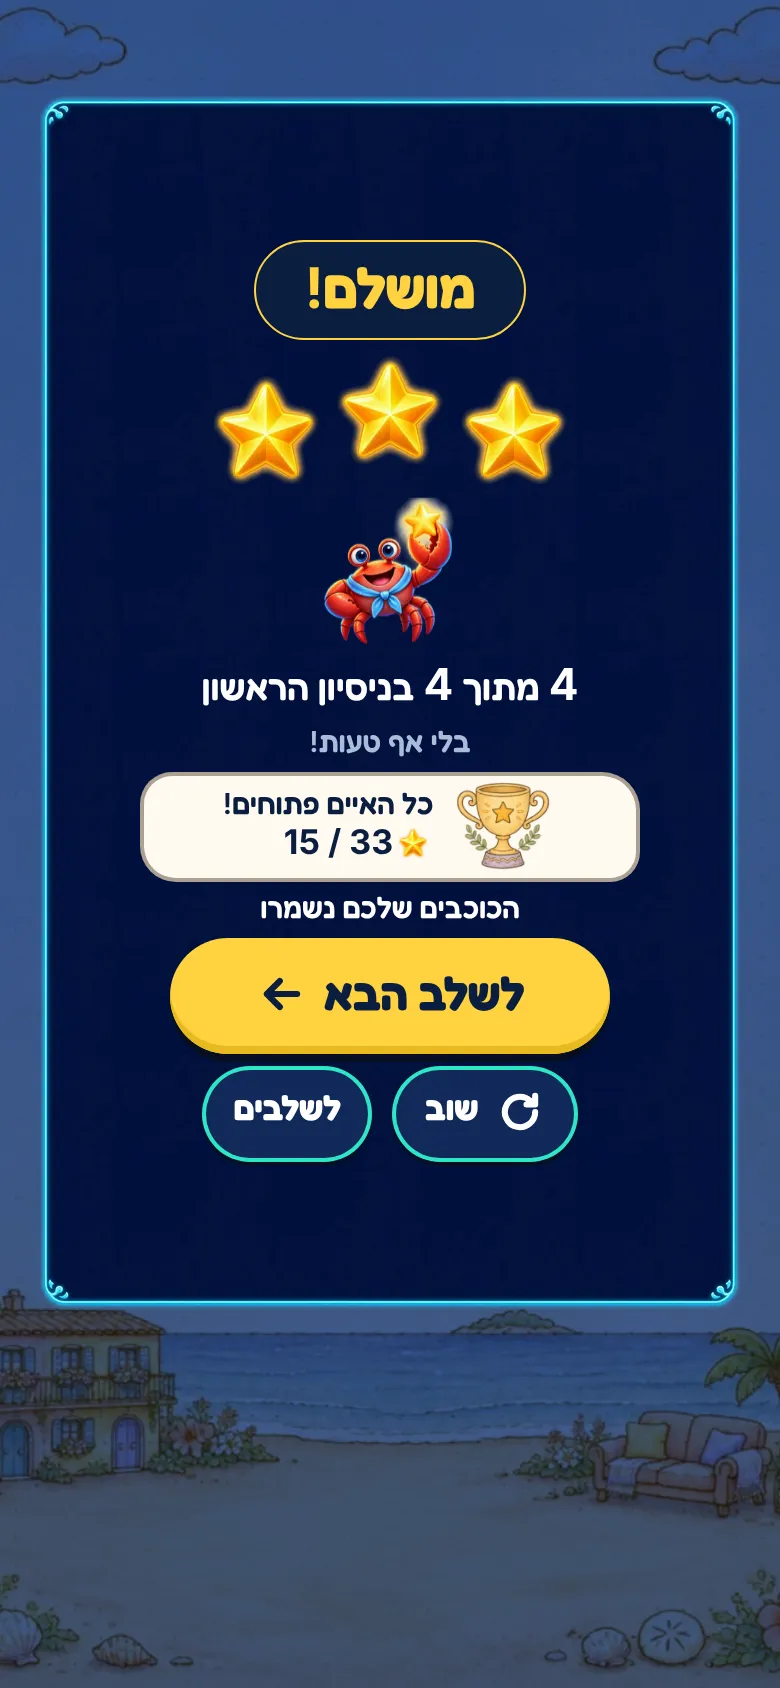 מושלם!
4 מתוך 4 בניסיון הראשון
בלי אף טעות!
כל האיים פתוחים!
15 / 33
הכוכבים שלכם נשמרו
לשלב הבא ←
שוב
לשלבים